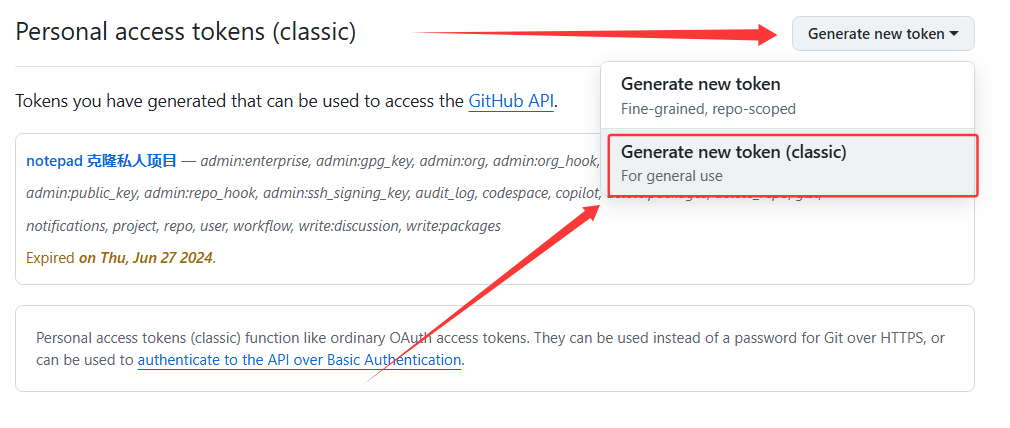 Personal access tokens (classic)
Generate new token
Generate new token
Fine-grained, repo-scoped
Generate new token (classic)
For general use
Tokens you have generated that can be used to access the GitHub API.
notepad 克隆私人项目 — admin:enterprise, admin:gpg_key, admin:org, admin:org_hook,
admin:public_key, admin:repo_hook, admin:ssh_signing_key, audit_log, codespace, copilot,
notifications, project, repo, user, workflow, write:discussion, write:packages
Expired on Thu, Jun 27 2024.
Personal access tokens (classic) function like ordinary OAuth access tokens. They can be used instead of a password for Git over HTTPS, or
can be used to authenticate to the API over Basic Authentication.